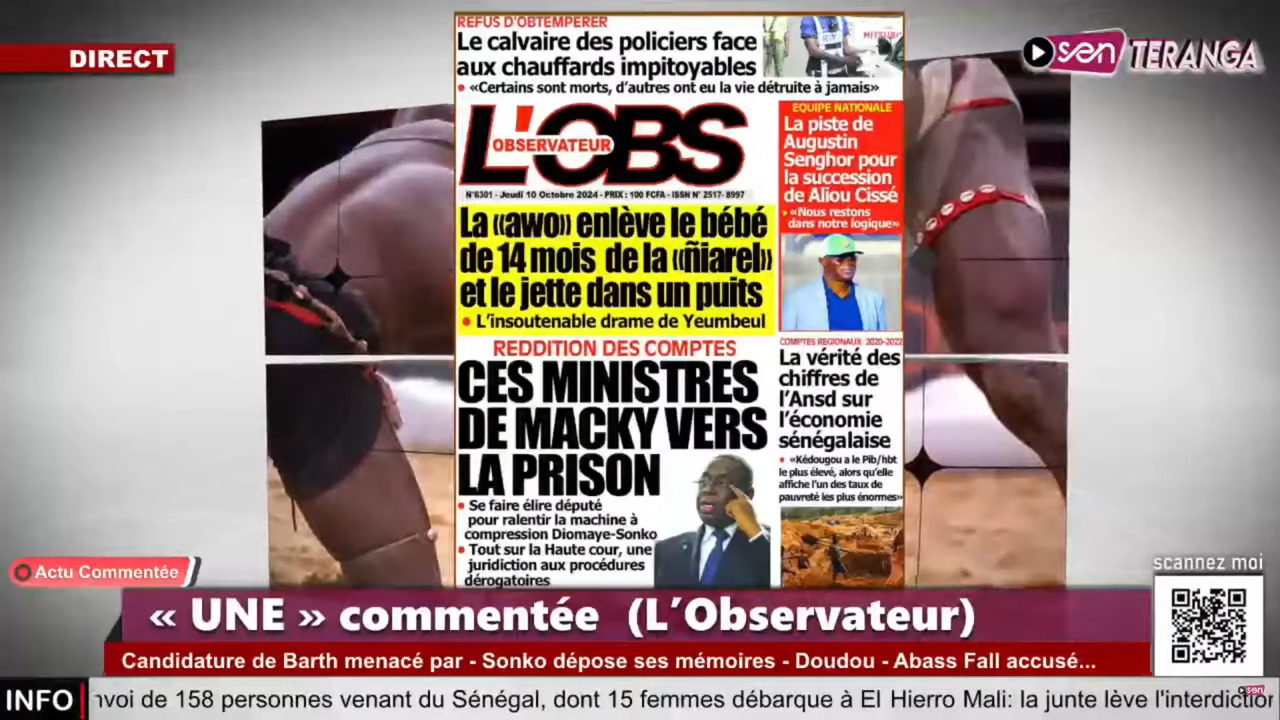 DIRECT
sen TERANGA
REFUS D'OBTEMPERER
Le calvaire des policiers face
aux chauffards impitoyables
• «Certains sont morts, d'autres ont eu la vie détruite à jamais»
L'OBS
OBSERVATEUR
N°6301 - Jeudi 10 Octobre 2024 - PRIX : 100 FCFA - ISSN N° 2517- 8997
La «awo» enlève le bébé
de 14 mois de la «ñiarel»
et le jette dans un puits
• L'insoutenable drame de Yeumbeul
REDDITION DES COMPTES
CES MINISTRES
DE MACKY VERS
LA PRISON
• Se faire élire député
pour ralentir la machine à
compression Diomaye-Sonko
• Tout sur la Haute cour, une
juridiction aux procédures
dérogatoires
EQUIPE NATIONALE
La piste de
Augustin
Senghor pour
la succession
de Aliou Cissé
• «Nous restons
dans notre logique»
COMPTES REGIONAUX 2020-2022
La vérité des
chiffres de
l'Ansd sur
l'économie
sénégalaise
• «Kédougou a le Pib/hbt
le plus élevé, alors qu'elle
affiche l'un des taux de
pauvreté les plus énormes»
Actu Commentée
scannez moi
« UNE » commentée (L'Observateur)
Candidature de Barth menacé par - Sonko dépose ses mémoires - Doudou - Abass Fall accusé...
INFO
nvoi de 158 personnes venant du Sénégal, dont 15 femmes débarque à El Hierro Mali: la junte lève l'interdiction